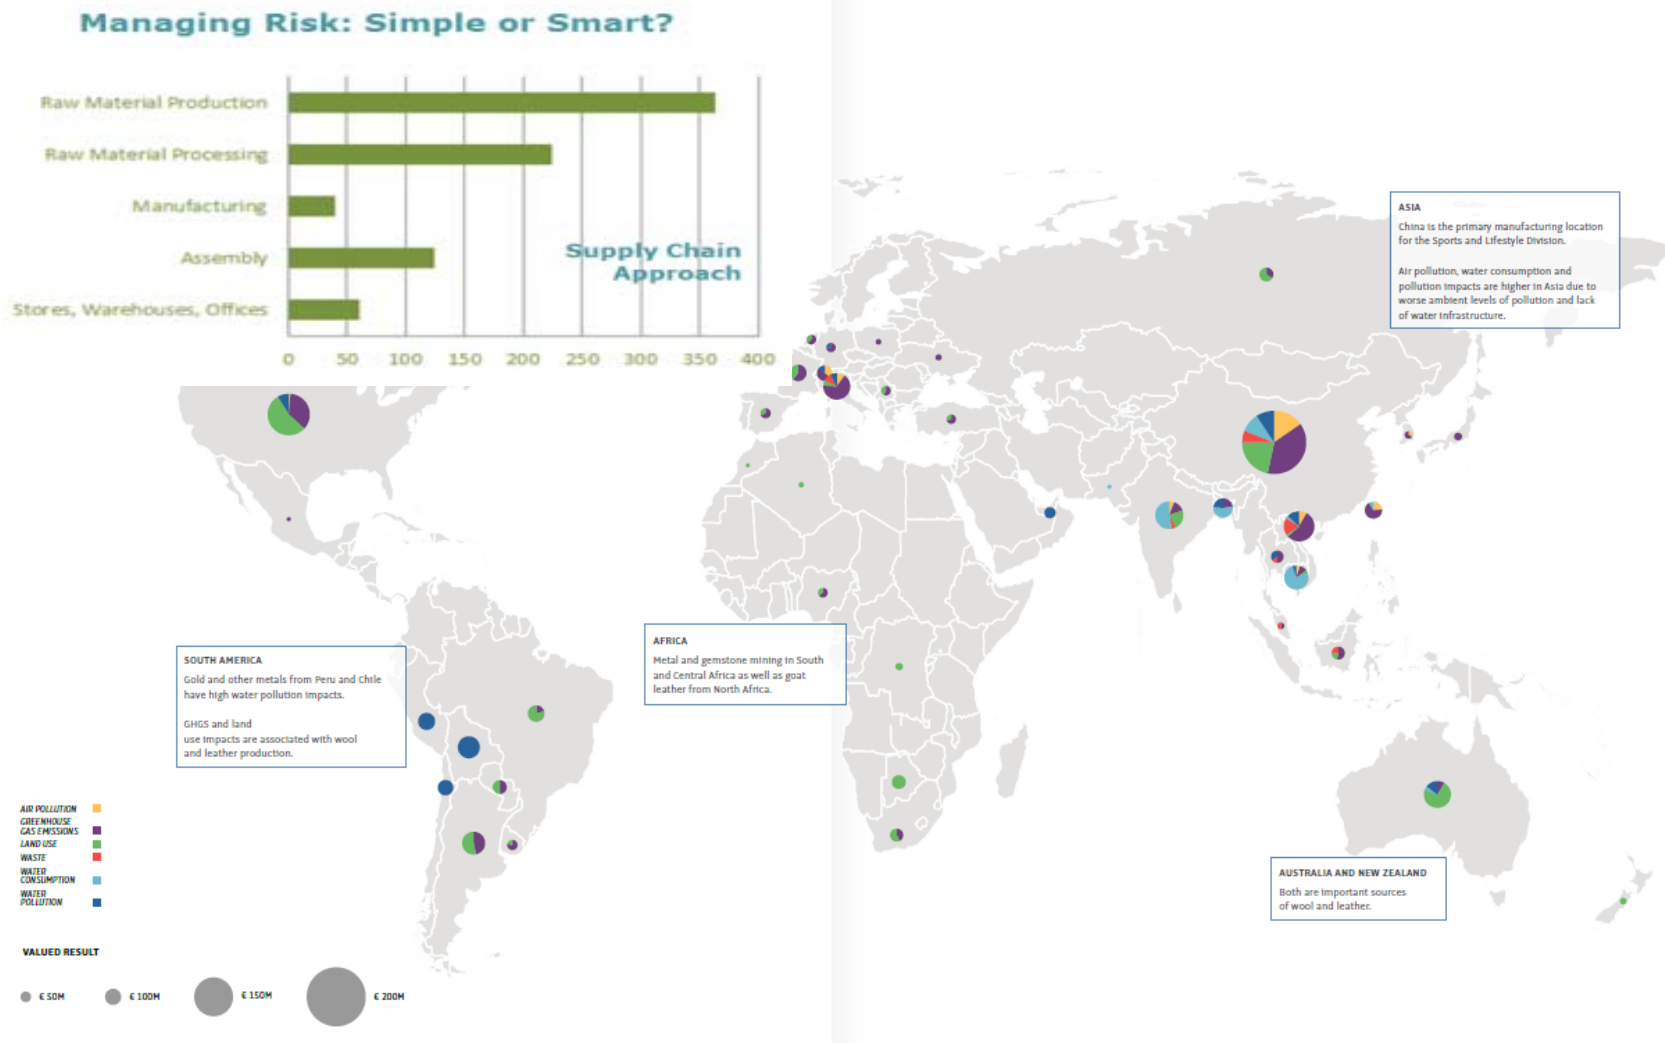 Managing Risk: Simple or Smart?
Raw Material Production
Raw Material Processing
Manufacturing
Assembly
Stores, Warehouses, Offices
Supply Chain
Approach
0 50 100 150 200 250 300 350 400
ASIA
China is the primary manufacturing location
for the Sports and Lifestyle Division.
Air pollution, water consumption and
pollution impacts are higher in Asia due to
worse ambient levels of pollution and lack
of water infrastructure.
SOUTH AMERICA
Gold and other metals from Peru and Chile
have high water pollution impacts.
GHGS and land
use impacts are associated with wool
and leather production.
AFRICA
Metal and gemstone mining in South
and Central Africa as well as goat
leather from North Africa.
AUSTRALIA AND NEW ZEALAND
Both are important sources
of wool and leather.
AIR POLLUTION
GREENHOUSE
GAS EMISSIONS
LAND USE
WASTE
WATER
CONSUMPTION
WATER
POLLUTION
VALUED RESULT
€ 50M
€ 100M
€ 150M
€ 200M